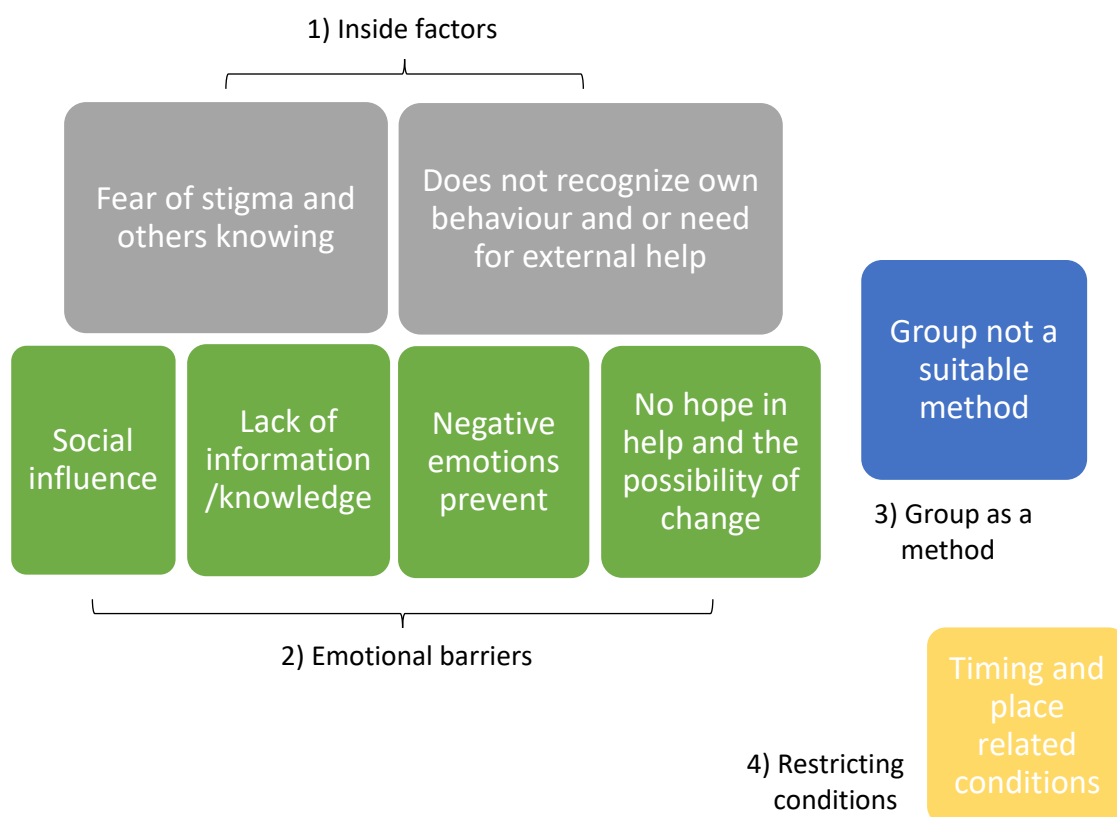 1) Inside factors
Fear of stigma and
others knowing
Does not recognize own
behaviour and or need
for external help
Social
influence
Lack of
information
/knowledge
Negative
emotions
prevent
No hope in
help and the
possibility of
change
2) Emotional barriers
Group not a
suitable
method
3) Group as a
method
Timing and
place
related
conditions
4) Restricting
conditions